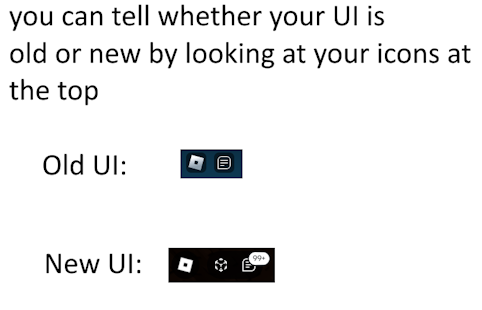 you can tell whether your UI is
old or new by looking at your icons at
the top
Old UI:
New UI:
99+